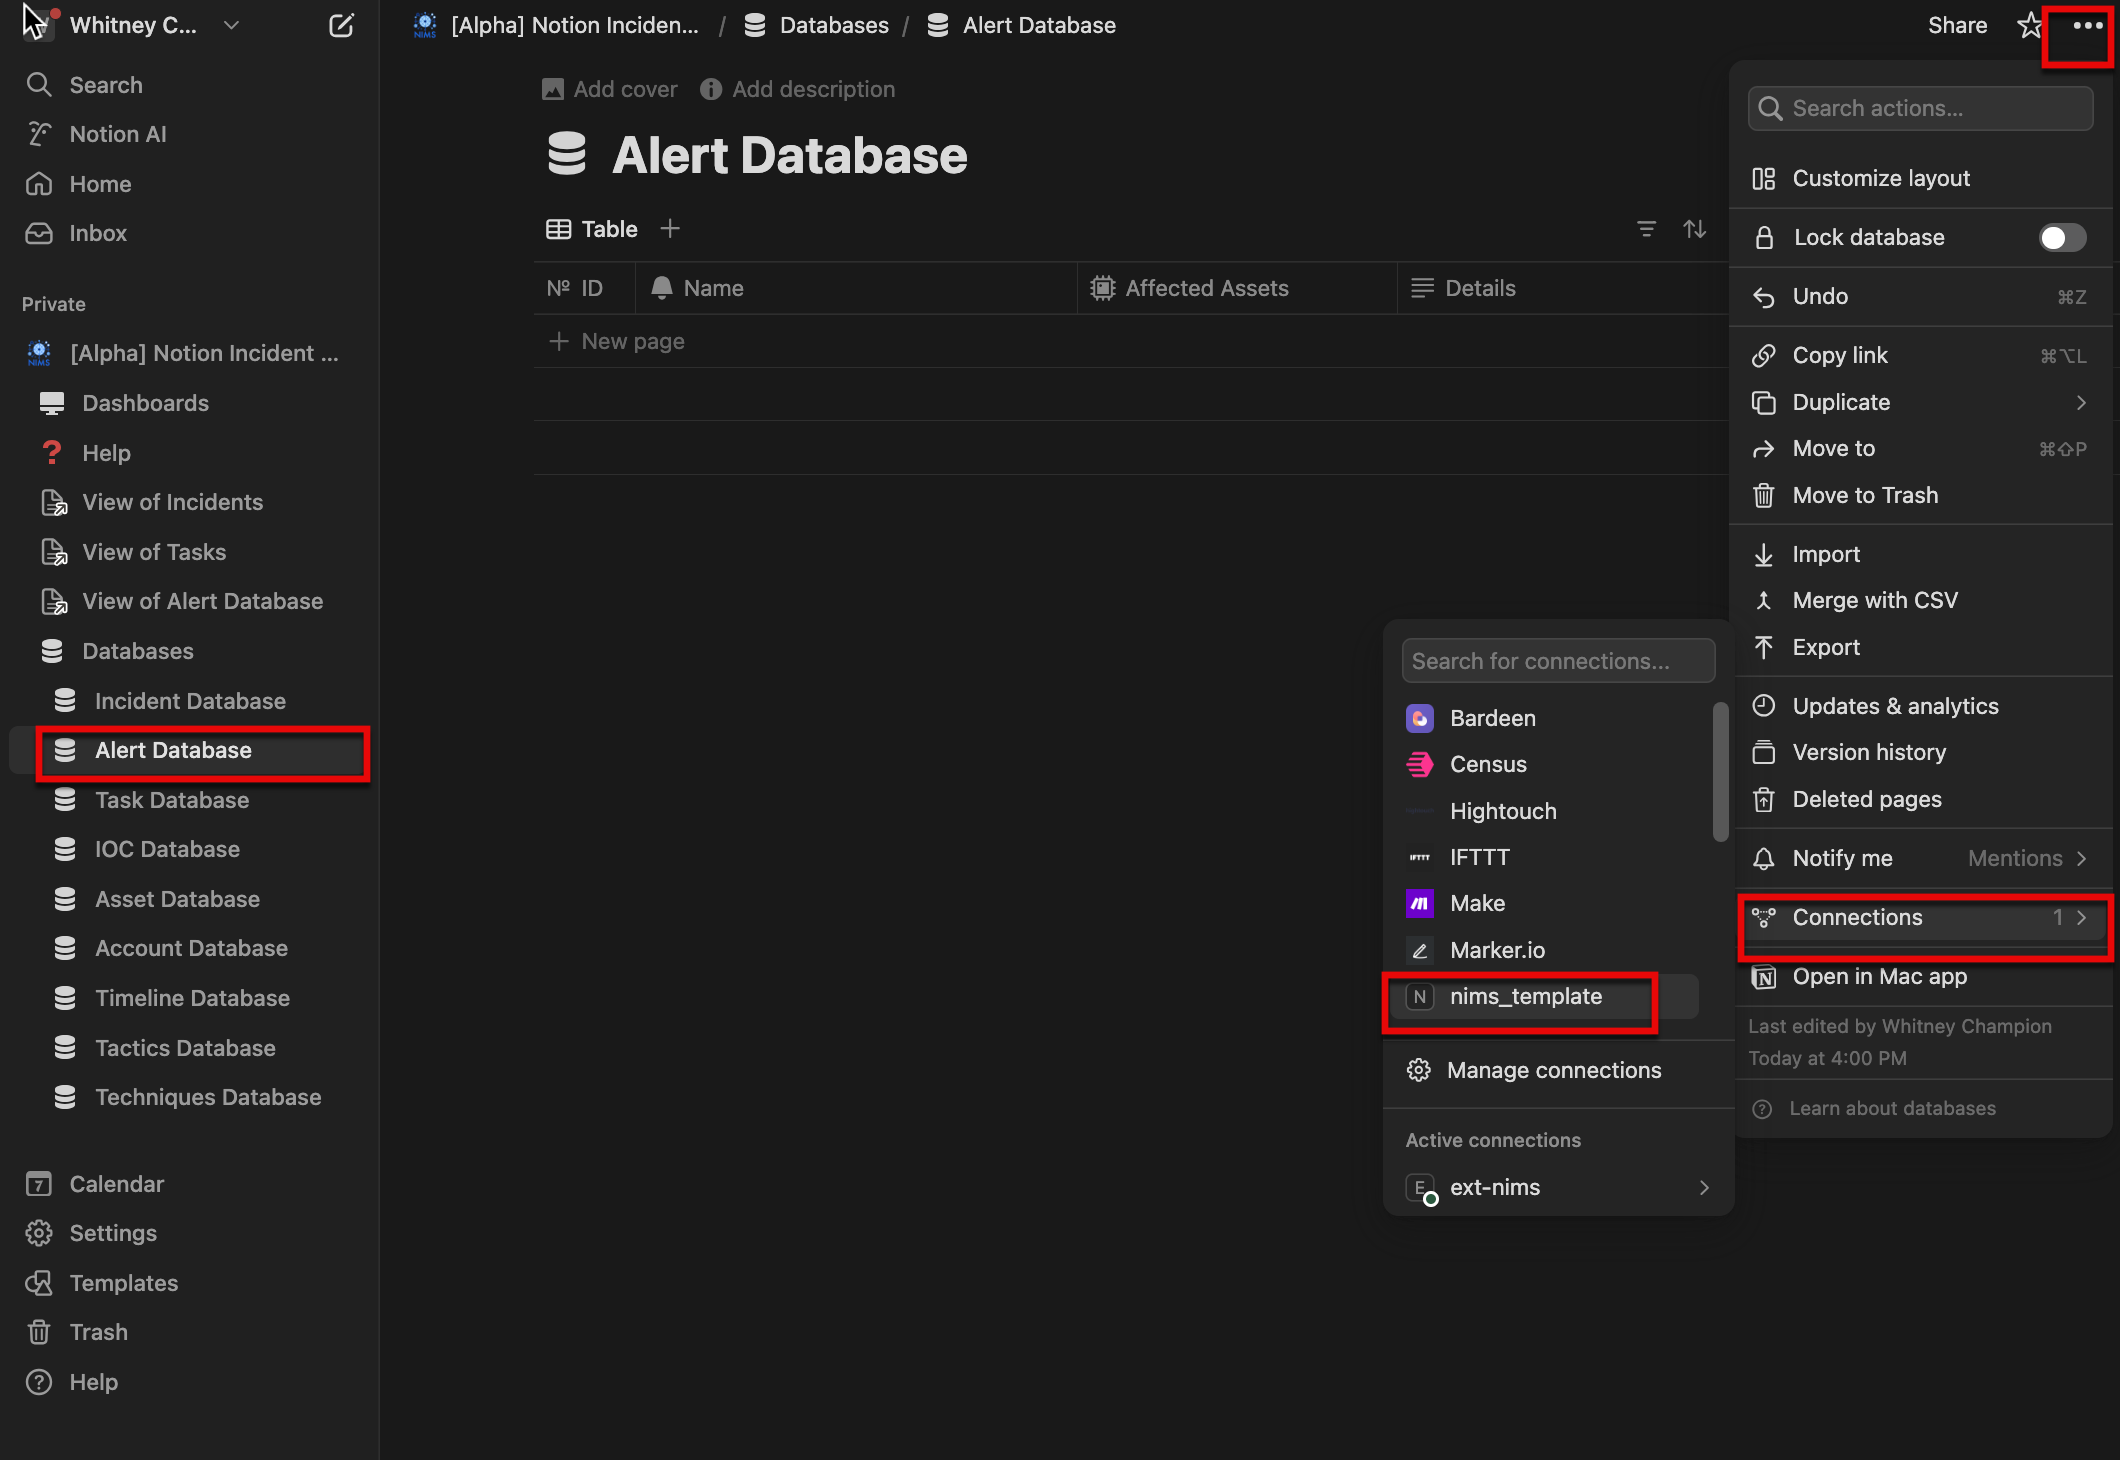 Whitney C...
Search
Notion AI
Home
Inbox
Private
NIMS
[Alpha] Notion Incident ...
Dashboards
Help
View of Incidents
View of Tasks
View of Alert Database
Databases
Incident Database
Alert Database
Task Database
IOC Database
Asset Database
Account Database
Timeline Database
Tactics Database
Techniques Database
7 Calendar
Settings
Templates
Trash
Help
NIMS [Alpha] Notion Inciden... / Databases / Alert Database
Share
Add cover Add description
Alert Database
Table
№ ID Name Affected Assets Details
New page
Search actions...
Customize layout
Lock database
Undo ⌘Z
Copy link ⌘⌥L
Duplicate
Move to ⌘⇧P
Move to Trash
Import
Merge with CSV
Export
Updates & analytics
Version history
Deleted pages
Notify me Mentions
Connections 1
Open in Mac app
Last edited by Whitney Champion
Today at 4:00 PM
Learn about databases
Search for connections...
Bardeen
Census
Hightouch
IFTTT IFTTT
Make
Marker.io
N nims_template
Manage connections
Active connections
E ext-nims